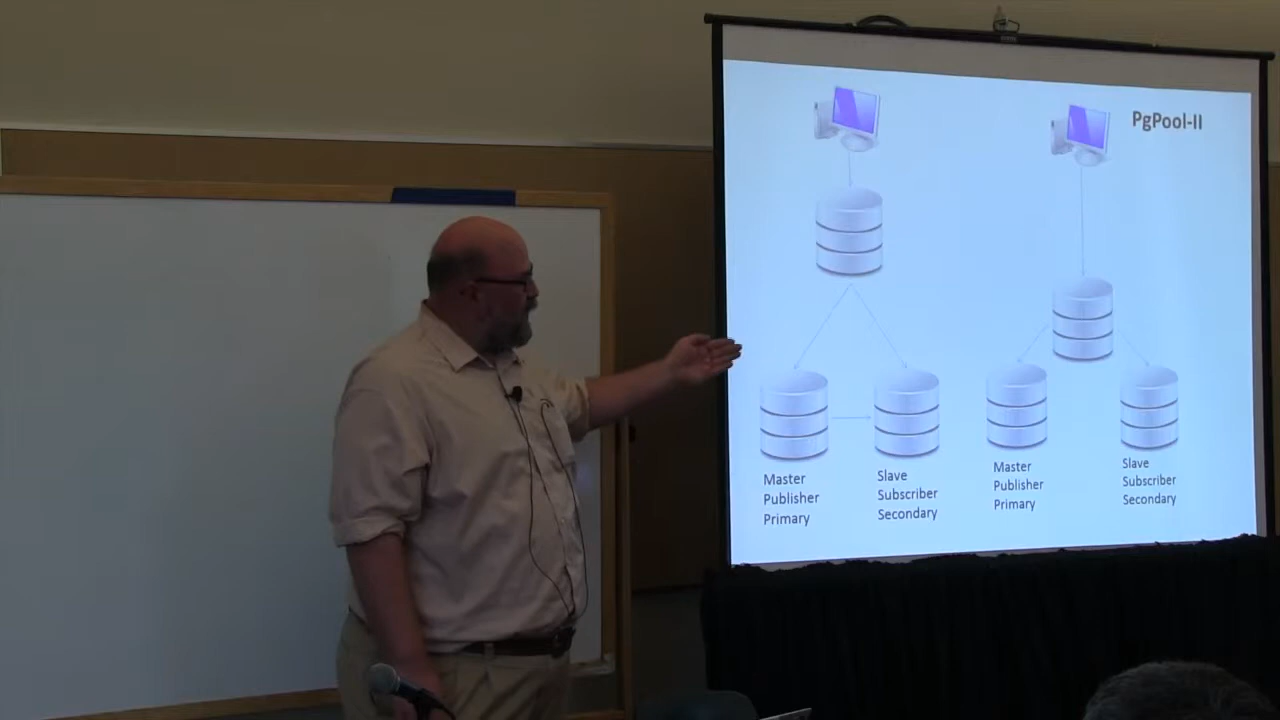 PgPool-II
Master
Publisher
Primary
Slave
Subscriber
Secondary
Master
Publisher
Primary
Slave
Subscriber
Secondary